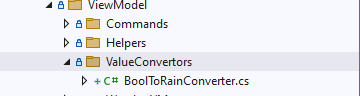 ViewModel
Commands
Helpers
ValueConvertors
C# BoolToRainConverter.cs